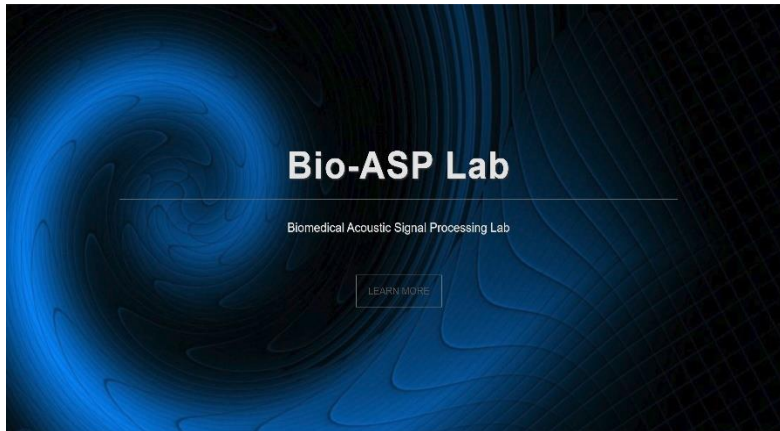 Bio-ASP Lab
Biomedical Acoustic Signal Processing Lab
LEARN MORE